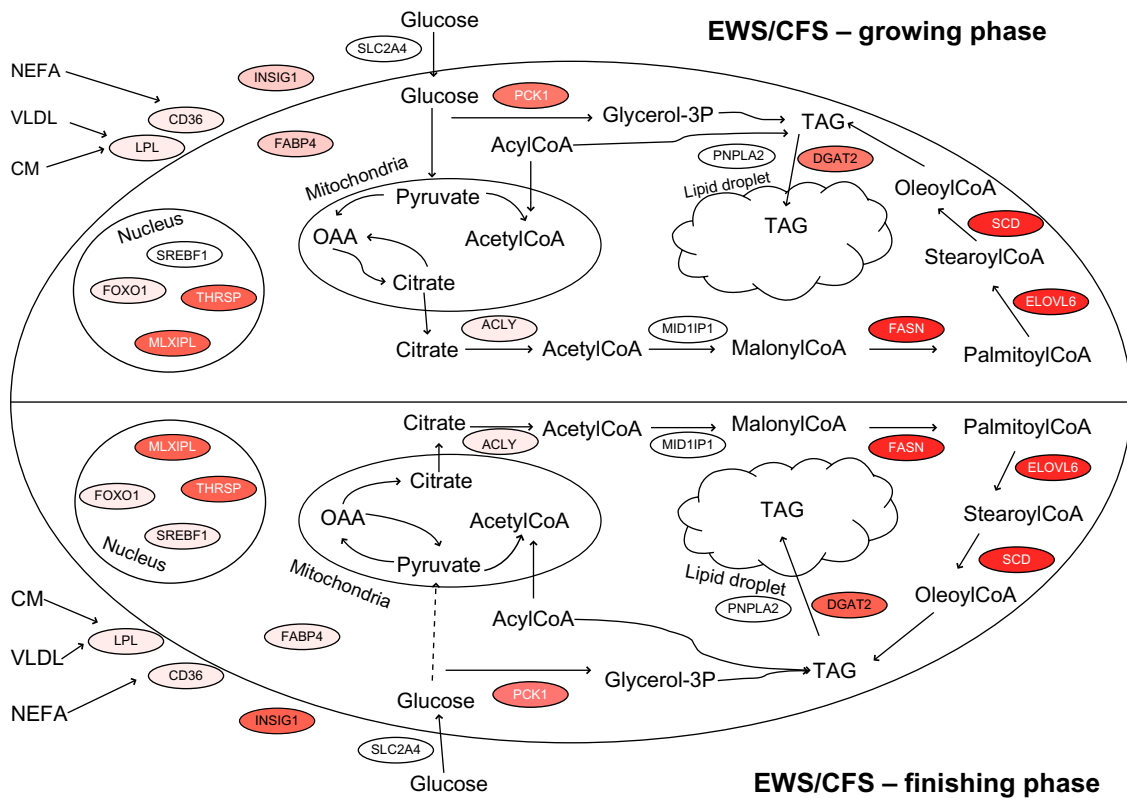 Glucose
EWS/CFS – growing phase
SLC2A4
NEFA
INSIG1
Glucose
PCK1
VLDL
CD36
Glycerol-3P
TAG
LPL
FABP4
AcylCoA
PNPLA2
DGAT2
CM
Mitochondria
Lipid droplet
OleoylCoA
Pyruvate
Nucleus
TAG
SCD
OAA
AcetylCoA
SREBF1
StearoylCoA
FOXO1
THRSP
Citrate
ELOVL6
MLXIPL
ACLY
MID1IP1
FASN
Citrate
AcetylCoA
MalonylCoA
PalmitoylCoA
Citrate
AcetylCoA
MalonylCoA
PalmitoylCoA
MLXIPL
ACLY
MID1IP1
FASN
ELOVL6
Citrate
FOXO1
THRSP
TAG
OAA
AcetylCoA
StearoylCoA
SREBF1
Nucleus
Pyruvate
SCD
Mitochondria
Lipid droplet
OleoylCoA
CM
PNPLA2
DGAT2
AcylCoA
LPL
FABP4
VLDL
CD36
Glycerol-3P
TAG
PCK1
Glucose
NEFA
INSIG1
SLC2A4
Glucose
EWS/CFS – finishing phase